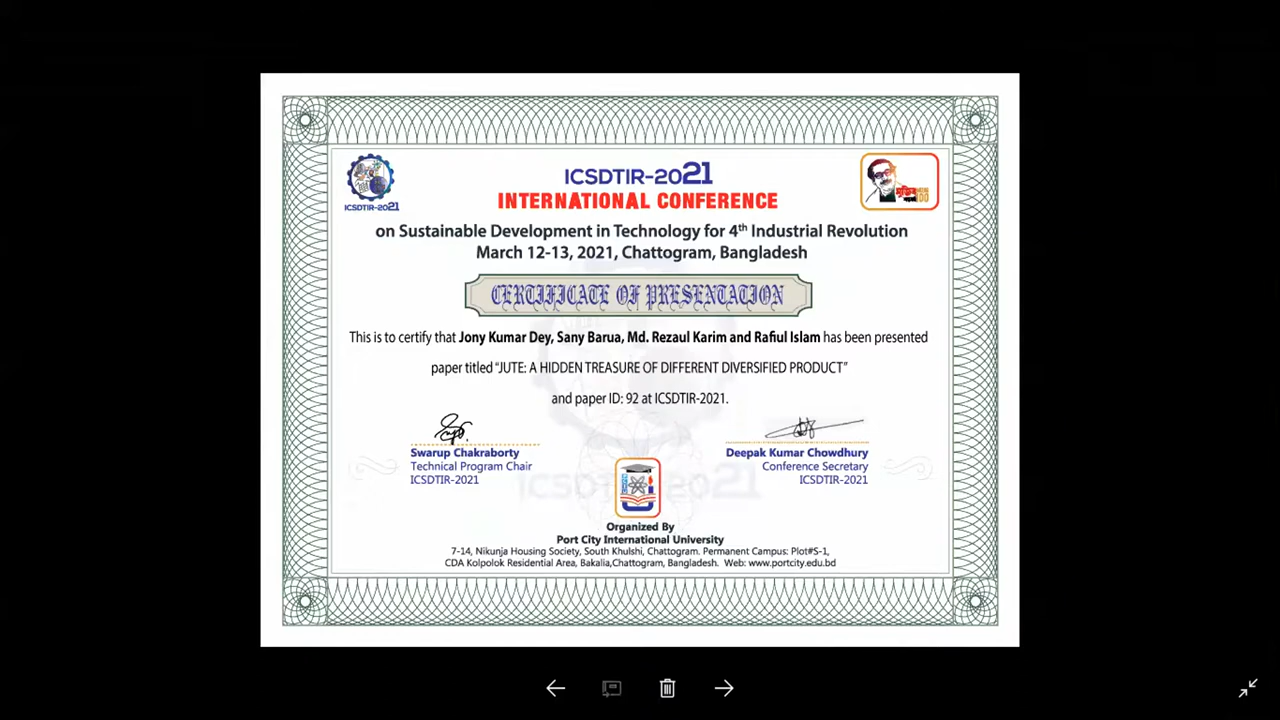 ICSDTIR-2021
INTERNATIONAL CONFERENCE
on Sustainable Development in Technology for 4th Industrial Revolution
March 12-13, 2021, Chattogram, Bangladesh
ICSDTIR-2021
CERTIFICATE OF PRESENTATION
This is to certify that Jony Kumar Dey, Sany Barua, Md. Rezaul Karim and Rafiul Islam has been presented
paper titled “JUTE: A HIDDEN TREASURE OF DIFFERENT DIVERSIFIED PRODUCT”
and paper ID: 92 at ICSDTIR-2021.
Swarup Chakraborty
Technical Program Chair
ICSDTIR-2021
Deepak Kumar Chowdhury
Conference Secretary
ICSDTIR-2021
Organized By
Port City International University
7-14, Nikunja Housing Society, South Khulshi, Chattogram. Permanent Campus: Plot#S-1,
CDA Kolpolok Residential Area, Bakalia,Chattogram, Bangladesh. Web: www.portcity.edu.bd